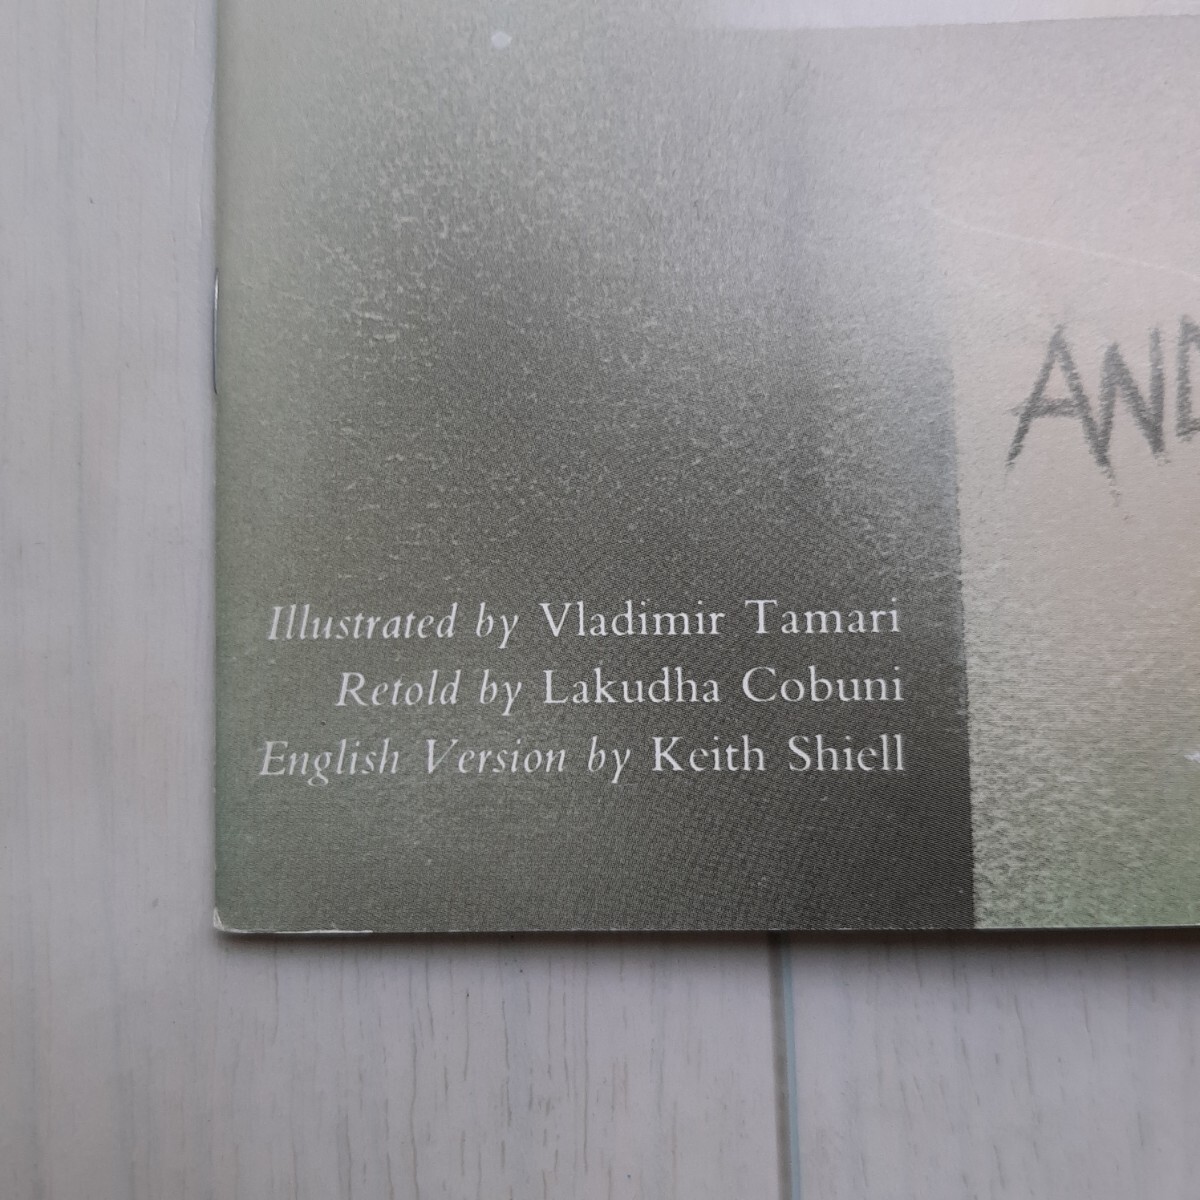 AND
Illustrated by Vladimir Tamari
Retold by Lakudha Cobuni
English Version by Keith Shiell